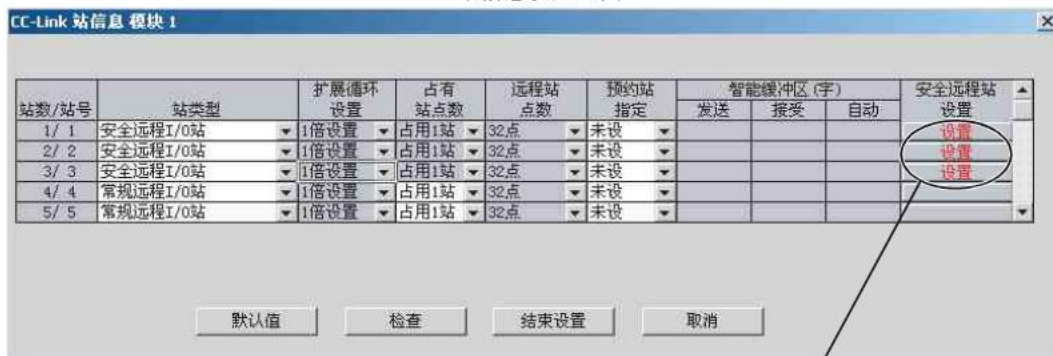 CC-Link 站信息 模块 1
站数/站号 站类型 扩展循环设置 占有站点数 远程站点数 预约站指定 智能缓冲区(字) 发送 接受 自动 安全远程站设置
1/ 1 安全远程I/O站 1倍设置 占用1站 32点 未设 设置
2/ 2 安全远程I/O站 1倍设置 占用1站 32点 未设 设置
3/ 3 安全远程I/O站 1倍设置 占用1站 32点 未设 设置
4/ 4 常规远程I/O站 1倍设置 占用1站 32点 未设
5/ 5 常规远程I/O站 1倍设置 占用1站 32点 未设
默认值 检查 结束设置 取消